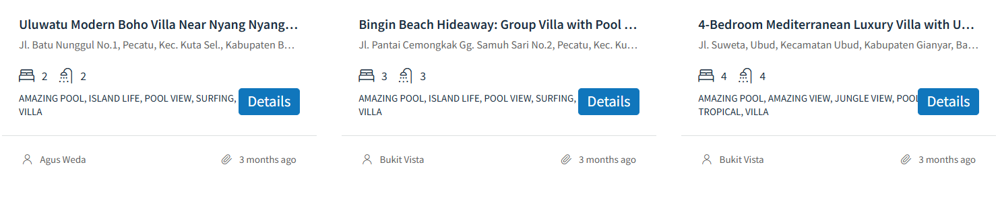 Uluwatu Modern Boho Villa Near Nyang Nyang…
Jl. Batu Nunggul No.1, Pecatu, Kec. Kuta Sel., Kabupaten B…
2 2
AMAZING POOL, ISLAND LIFE, POOL VIEW, SURFING,
VILLA
Details
Agus Weda 3 months ago
Bingin Beach Hideaway: Group Villa with Pool …
Jl. Pantai Cemongkak Gg. Samuh Sari No.2, Pecatu, Kec. Ku…
3 3
AMAZING POOL, ISLAND LIFE, POOL VIEW, SURFING,
VILLA
Details
Bukit Vista 3 months ago
4-Bedroom Mediterranean Luxury Villa with U…
Jl. Suweta, Ubud, Kecamatan Ubud, Kabupaten Gianyar, Ba…
4 4
AMAZING POOL, AMAZING VIEW, JUNGLE VIEW, POOL
TROPICAL, VILLA
Details
Bukit Vista 3 months ago